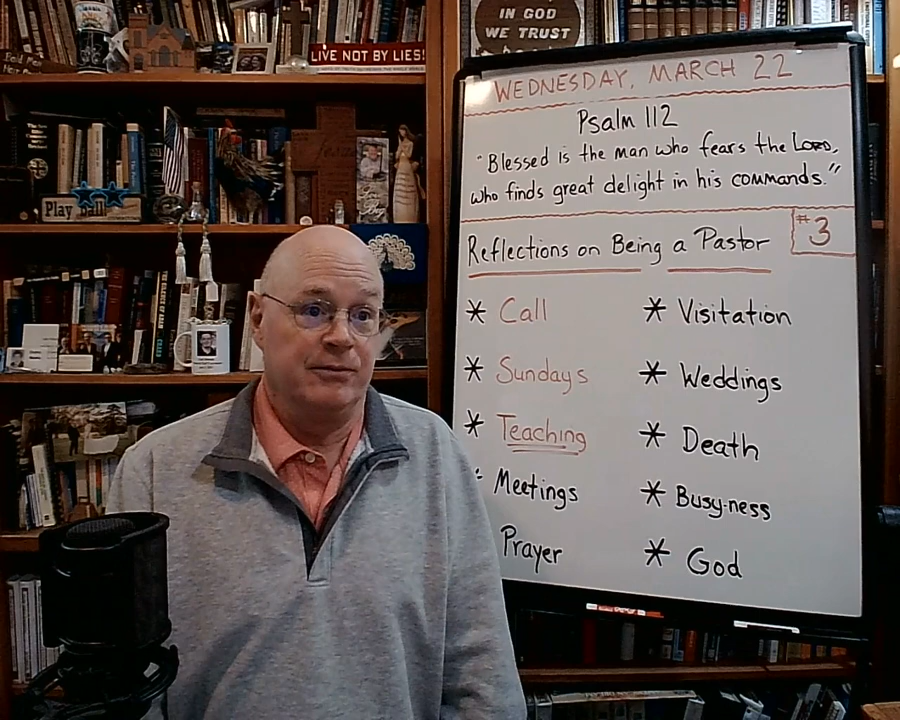 IN GOD
WE TRUST
LIVE NOT BY LIES!
Play Ball
WEDNESDAY, MARCH 22
Psalm 112
"Blessed is the man who fears the LORD,
who finds great delight in his commands."
Reflections on Being a Pastor
#3
* Call
* Sundays
* Teaching
* Meetings
Prayer
* Visitation
* Weddings
* Death
* Busy-ness
* God